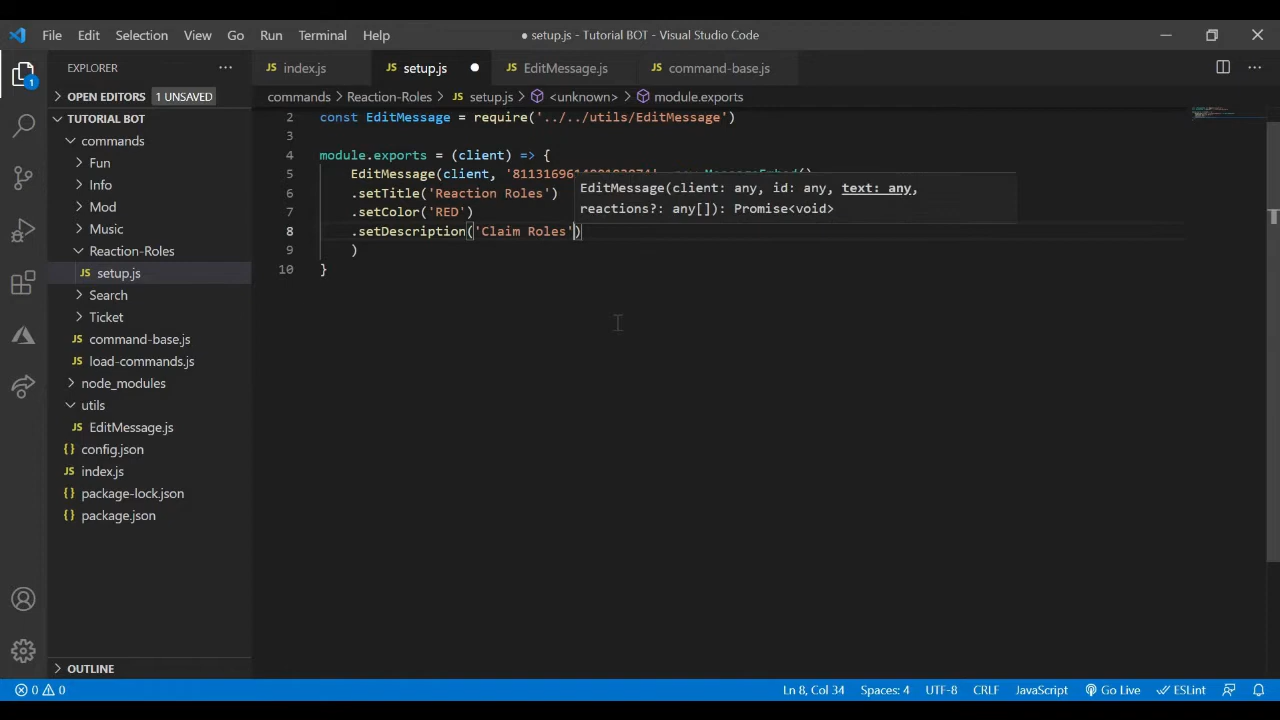 File Edit Selection View Go Run Terminal Help
● setup.js - Tutorial BOT - Visual Studio Code
EXPLORER
index.js setup.js EditMessage.js command-base.js
OPEN EDITORS 1 UNSAVED
commands > Reaction-Roles > JS setup.js > <unknown> > module.exports
TUTORIAL BOT
commands
Fun
Info
Mod
Music
Reaction-Roles
JS setup.js
Search
Ticket
JS command-base.js
JS load-commands.js
node_modules
utils
JS EditMessage.js
{} config.json
JS index.js
{} package-lock.json
{} package.json
OUTLINE
2 const EditMessage = require('../../utils/EditMessage')
3
4 module.exports = (client) => {
5 EditMessage(client,
6 .setTitle('Reaction Roles')
7 .setColor('RED')
8 .setDescription('Claim Roles')
9 )
10 }
EditMessage(client: any, id: any, text: any,
reactions?: any[]): Promise<void>
0 0 Ln 8, Col 34 Spaces: 4 UTF-8 CRLF JavaScript Go Live ESLint